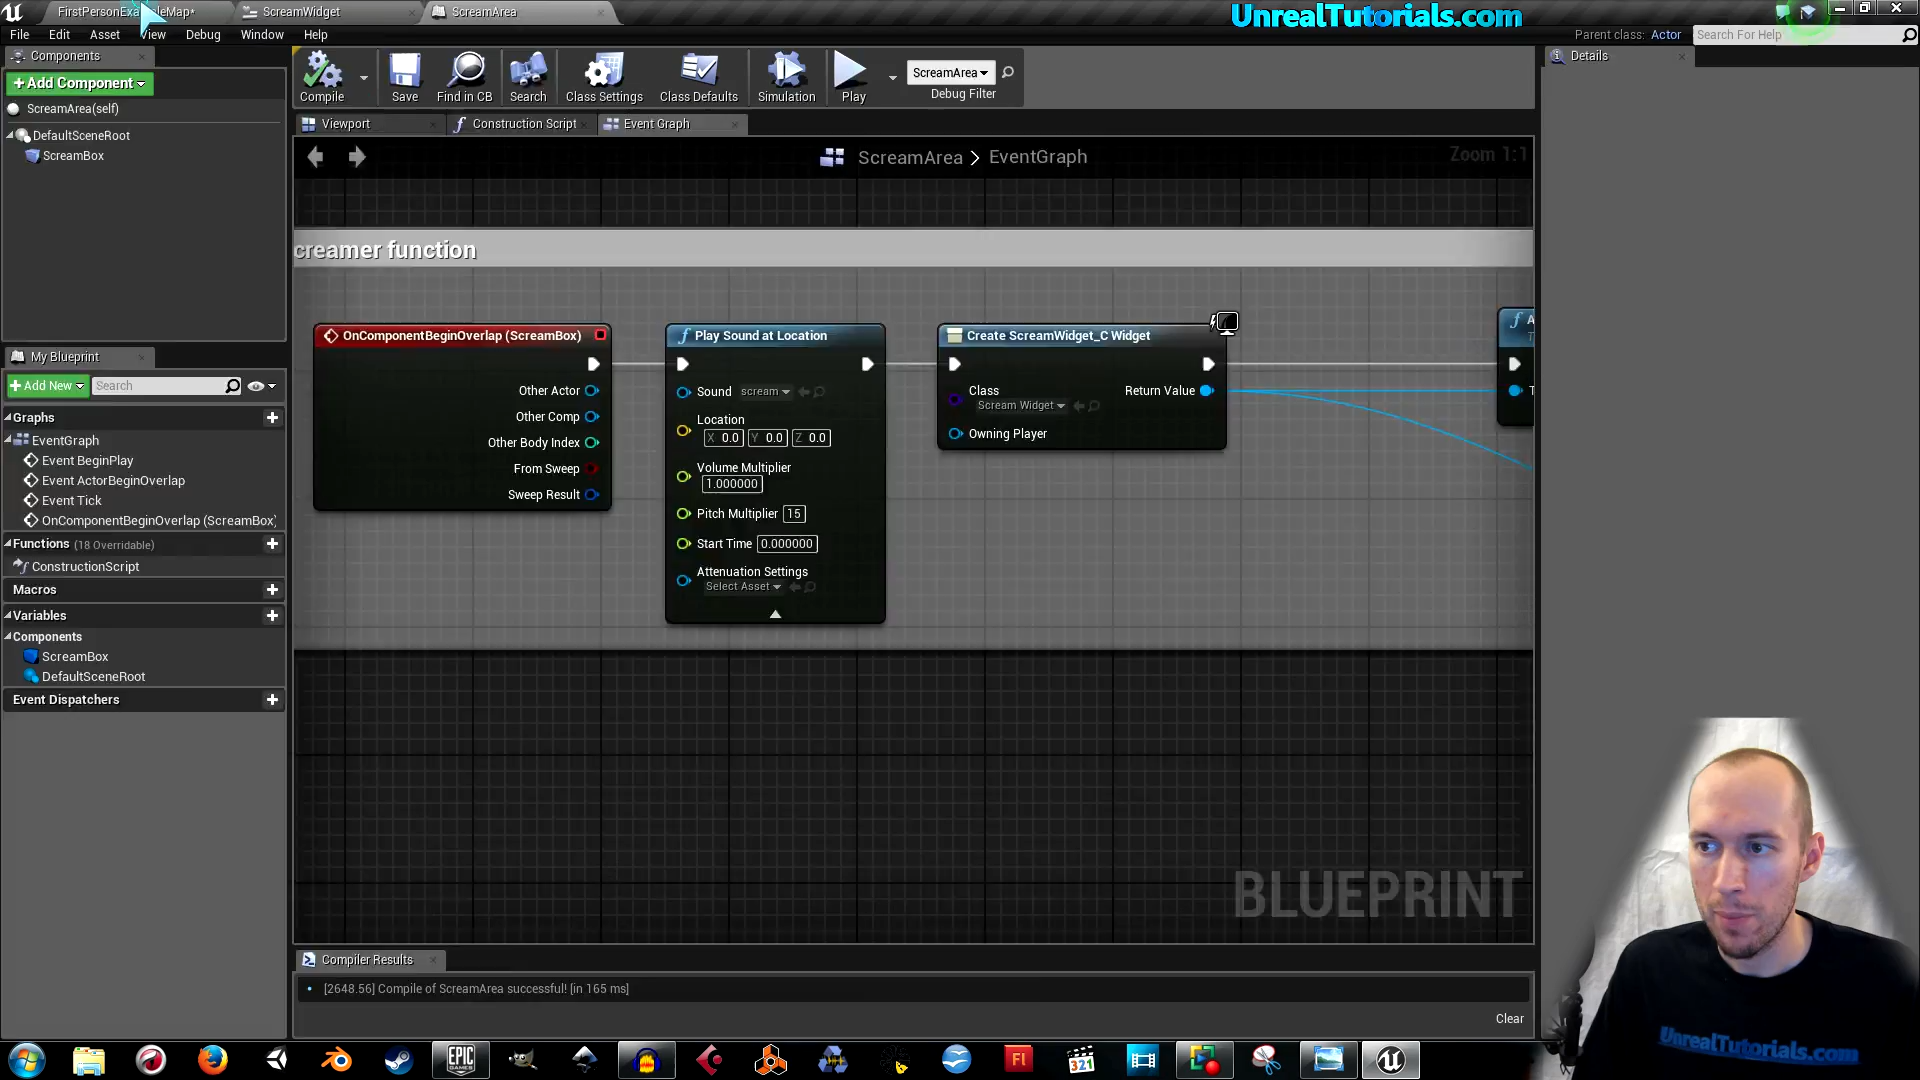 FirstPersonExampleMap*
ScreamWidget
ScreamArea
UnrealTutorials.com
File Edit Asset View Debug Window Help
Parent class: Actor
Search For Help
Components
+Add Component
ScreamArea(self)
DefaultSceneRoot
ScreamBox
Compile
Save
Find in CB
Search
Class Settings
Class Defaults
Simulation
Play
ScreamArea
Debug Filter
Details
Viewport
Construction Script
Event Graph
ScreamArea > EventGraph
Zoom 1:1
creamer function
OnComponentBeginOverlap (ScreamBox)
Other Actor
Other Comp
Other Body Index
From Sweep
Sweep Result
Play Sound at Location
Sound scream
Location
X 0.0 Y 0.0 Z 0.0
Volume Multiplier
1.000000
Pitch Multiplier 15
Start Time 0.000000
Attenuation Settings
Select Asset
Create ScreamWidget_C Widget
Class
Scream Widget
Return Value
Owning Player
My Blueprint
+Add New
Search
Graphs
EventGraph
Event BeginPlay
Event ActorBeginOverlap
Event Tick
OnComponentBeginOverlap (ScreamBox)
Functions (18 Overridable)
ConstructionScript
Macros
Variables
Components
ScreamBox
DefaultSceneRoot
Event Dispatchers
BLUEPRINT
Compiler Results
[2648.56] Compile of ScreamArea successful! [in 165 ms]
Clear
EPIC
GAMES
Fl
321
UnrealTutorials.com